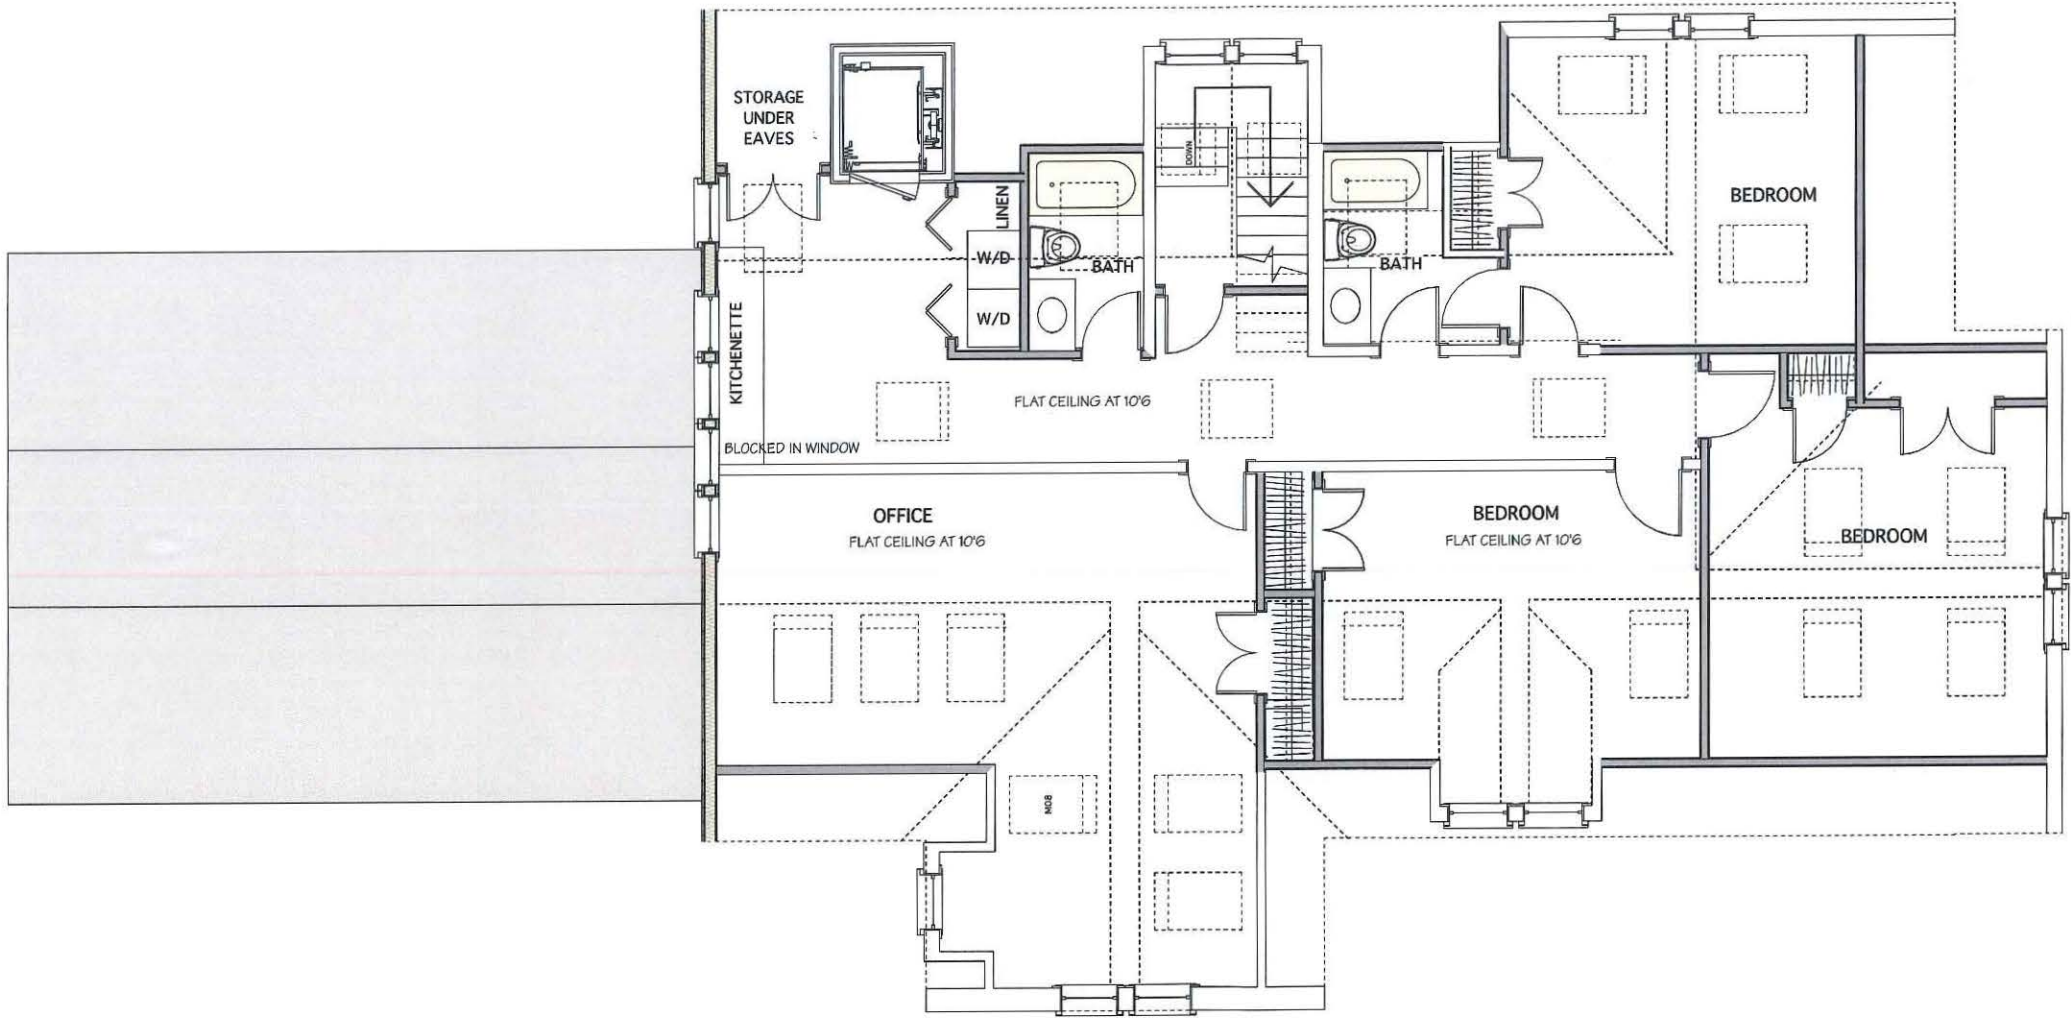 STORAGE
UNDER
EAVES
DOWN
LINEN
BEDROOM
W/D
BATH
BATH
W/D
KITCHENETTE
FLAT CEILING AT 10'6
BLOCKED IN WINDOW
OFFICE
FLAT CEILING AT 10'6
BEDROOM
FLAT CEILING AT 10'6
BEDROOM
M08